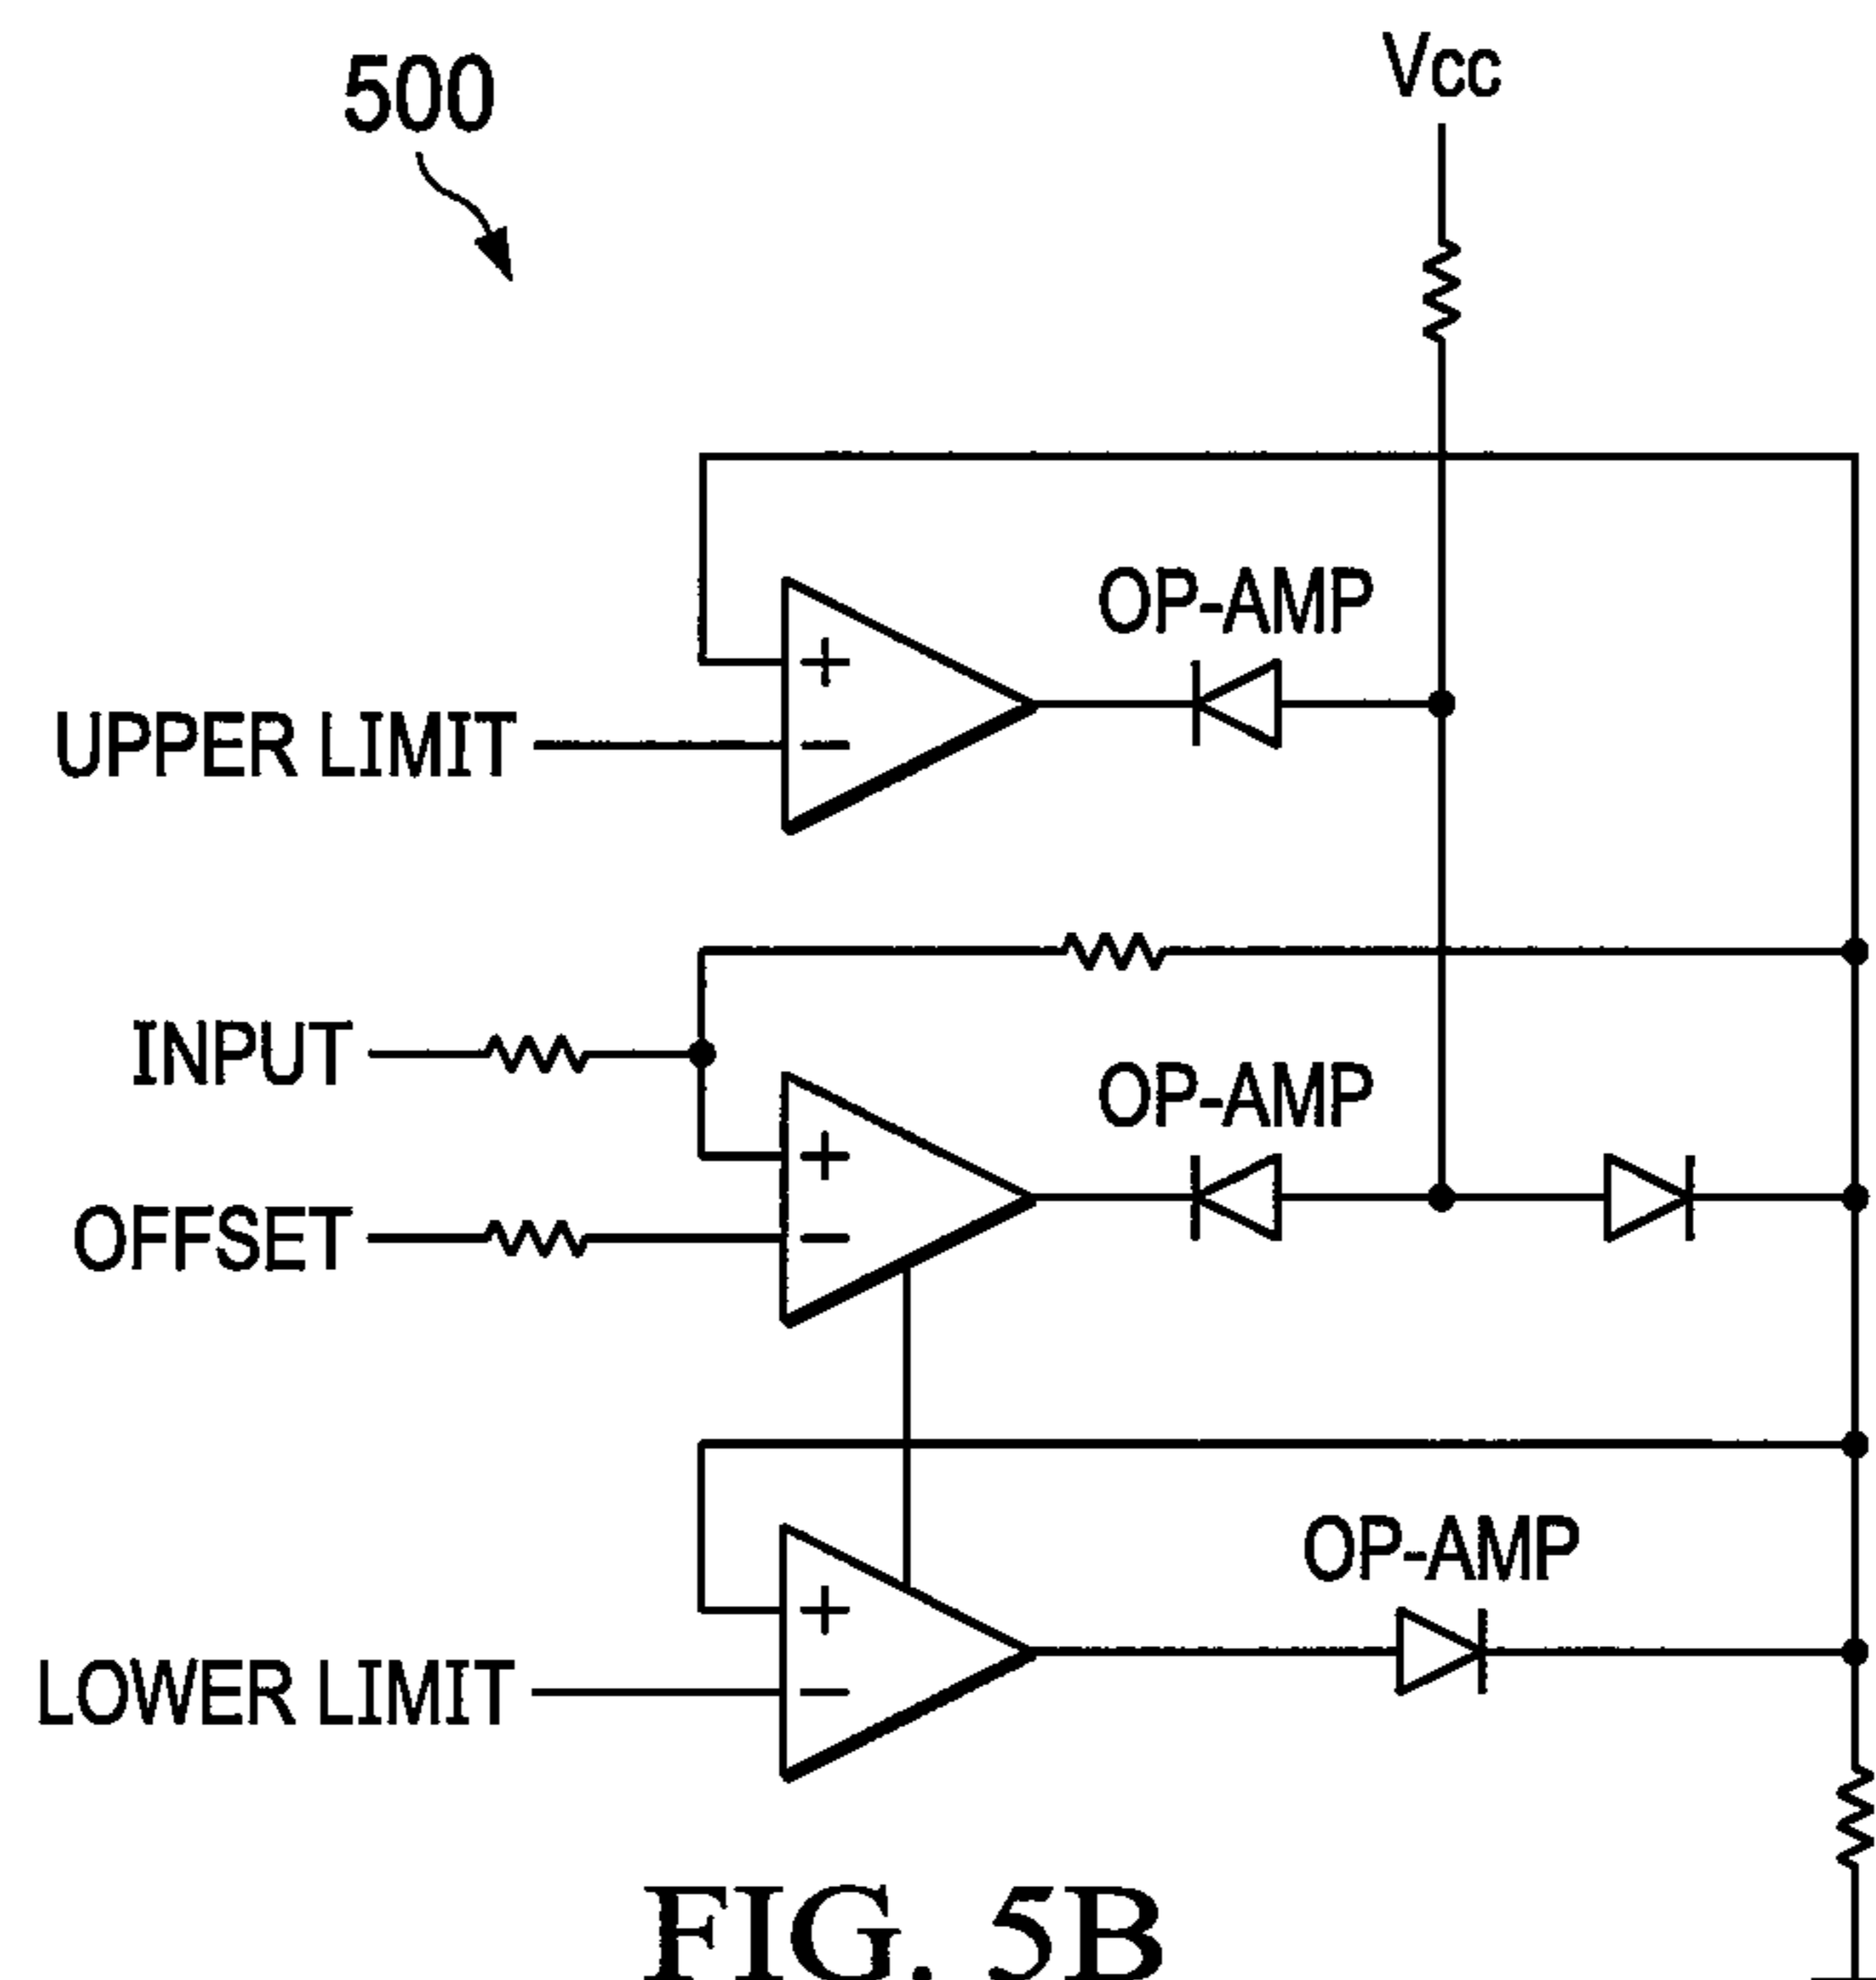 500
Vcc
OP-AMP
+
UPPER LIMIT
−
INPUT
OP-AMP
+
OFFSET
−
OP-AMP
+
LOWER LIMIT
−
FIG. 5B